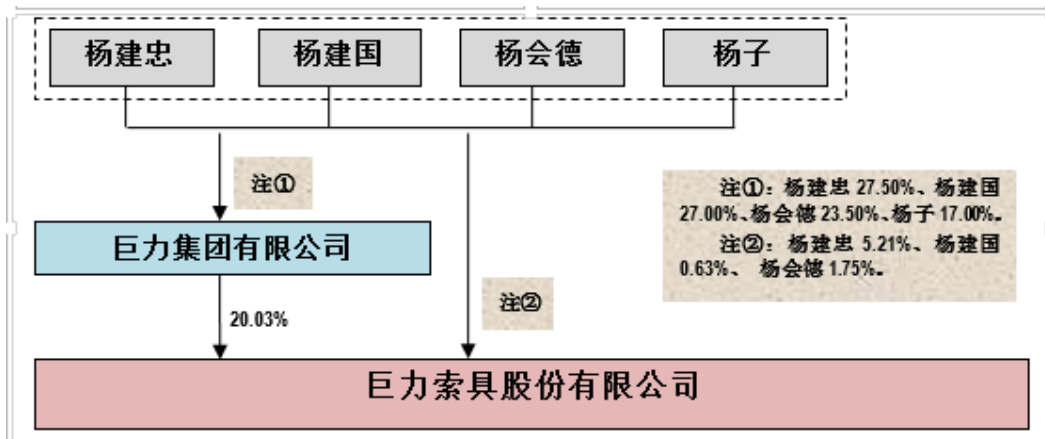 杨建忠
杨建国
杨会德
杨子
注①
注①：杨建忠 27.50%、杨建国
27.00%、杨会德 23.50%、杨子 17.00%。
注②：杨建忠 5.21%、杨建国
0.63%、 杨会德 1.75%。
巨力集团有限公司
20.03%
注②
巨力索具股份有限公司